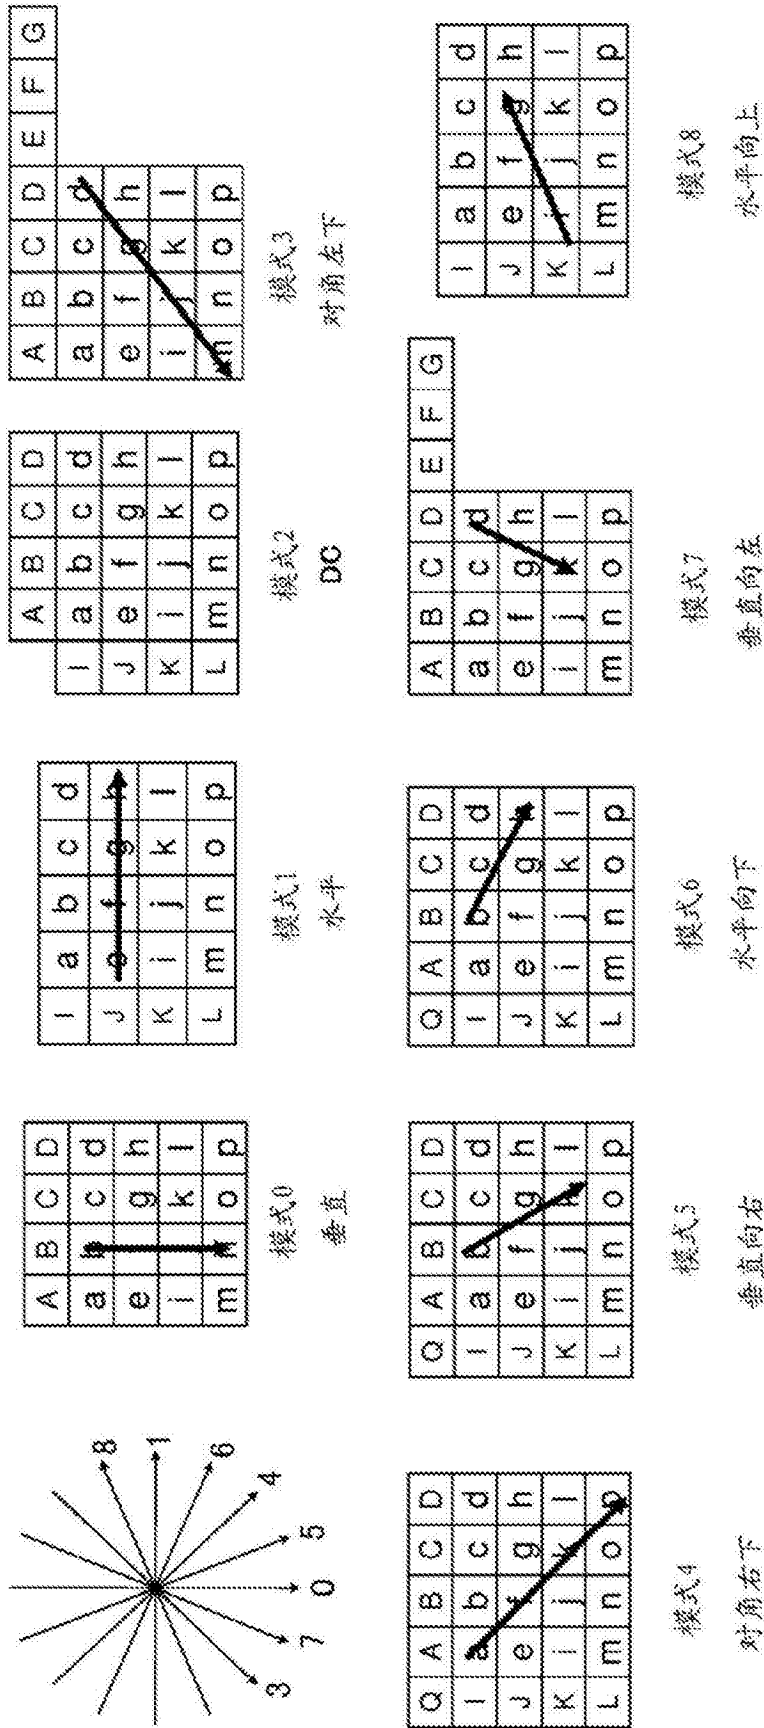 8
1
6
4
5
0
7
3
A B C D
a b c d
e g h
i k l
m o p
模式0
垂直
I a b c d
J e f g h
K i j k l
L m n o p
模式1
水平
A B C D
I a b c d
J e f g h
K i j k l
L m n o p
模式2
DC
A B C D E F G
a b c d
e f g h
i j k l
m n o p
模式3
对角左下
Q A B C D
I a b c d
J e f g h
K i j k l
L m n o p
模式4
对角右下
Q A B C D
I a b c d
J e f g h
K i j k l
L m n o p
模式5
垂直向右
Q A B C D
I a b c d
J e f g
K i j k l
L m n o p
模式6
水平向下
A B C D E F G
a b c d
e f g h
i j k l
m n o p
模式7
垂直向左
I a b c d
J e f g h
K i j k l
L m n o p
模式8
水平向上